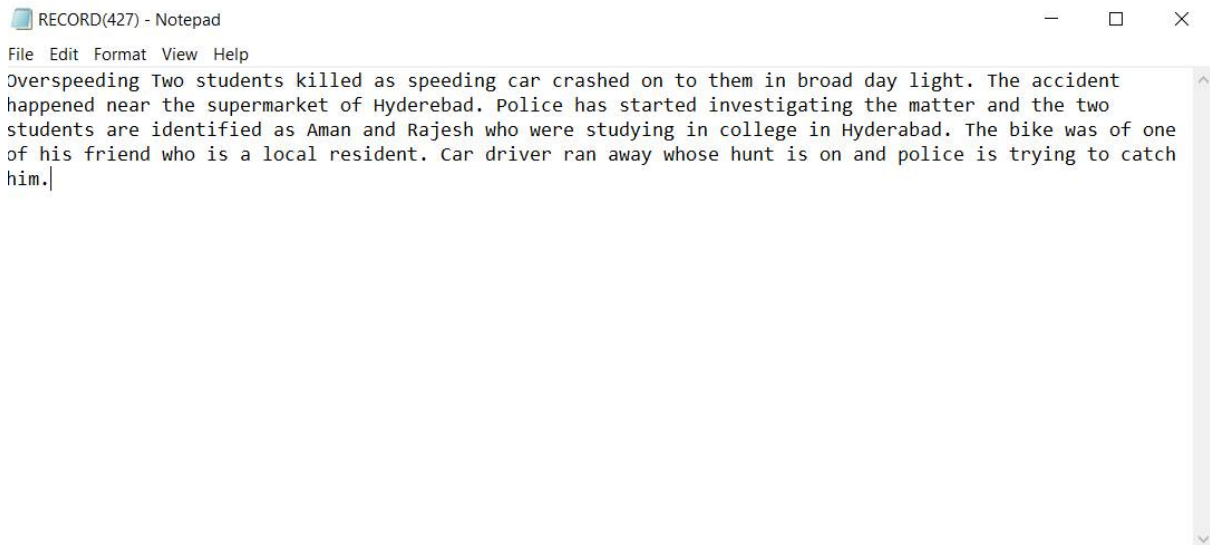 RECORD(427) - Notepad
File Edit Format View Help
Overspeeding Two students killed as speeding car crashed on to them in broad day light. The accident
happened near the supermarket of Hyderebad. Police has started investigating the matter and the two
students are identified as Aman and Rajesh who were studying in college in Hyderabad. The bike was of one
of his friend who is a local resident. Car driver ran away whose hunt is on and police is trying to catch
him.